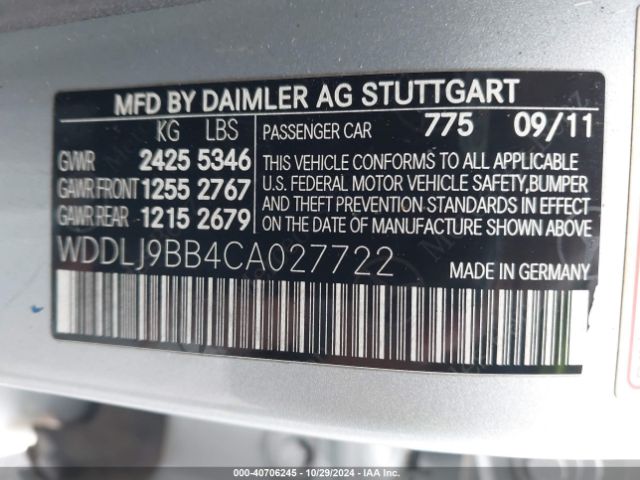 MFD BY DAIMLER AG STUTTGART
KG LBS
GVWR 2425 5346
GAWR FRONT 1255 2767
GAWR REAR 1215 2679
PASSENGER CAR 775 09/11
THIS VEHICLE CONFORMS TO ALL APPLICABLE
U.S. FEDERAL MOTOR VEHICLE SAFETY,BUMPER
AND THEFT PREVENTION STANDARDS IN EFFECT
ON THE DATE OF MANUFACTURE SHOWN ABOVE
WDDLJ9BB4CA027722
MADE IN GERMANY
000-40706245 - 10/29/2024 - IAA Inc.